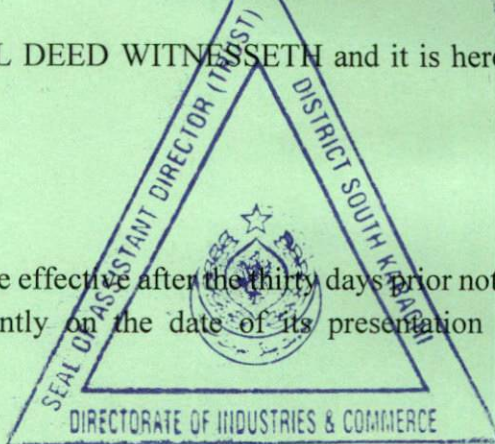 L DEED WITNESSETH and it is here
e effective after the thirty days prior not
ntly on the date of its presentation
SEAL OF ASSISTANT DIRECTOR (TRUST)
DISTRICT SOUTH KARACHI
DIRECTORATE OF INDUSTRIES & COMMERCE